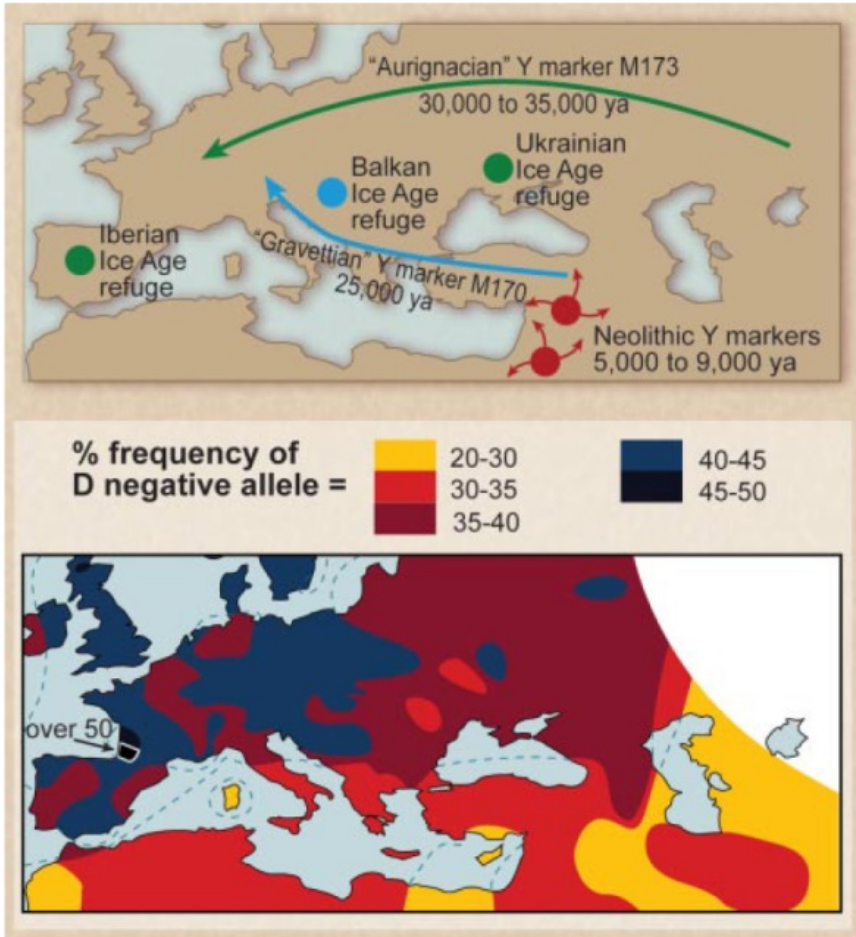 “Aurignacian” Y marker M173
30,000 to 35,000 ya
Ukrainian
Ice Age
refuge
Balkan
Ice Age
refuge
Iberian
Ice Age
refuge
“Gravettian” Y marker M170
25,000 ya
Neolithic Y markers
5,000 to 9,000 ya
% frequency of
D negative allele =
20-30
30-35
35-40
40-45
45-50
over 50